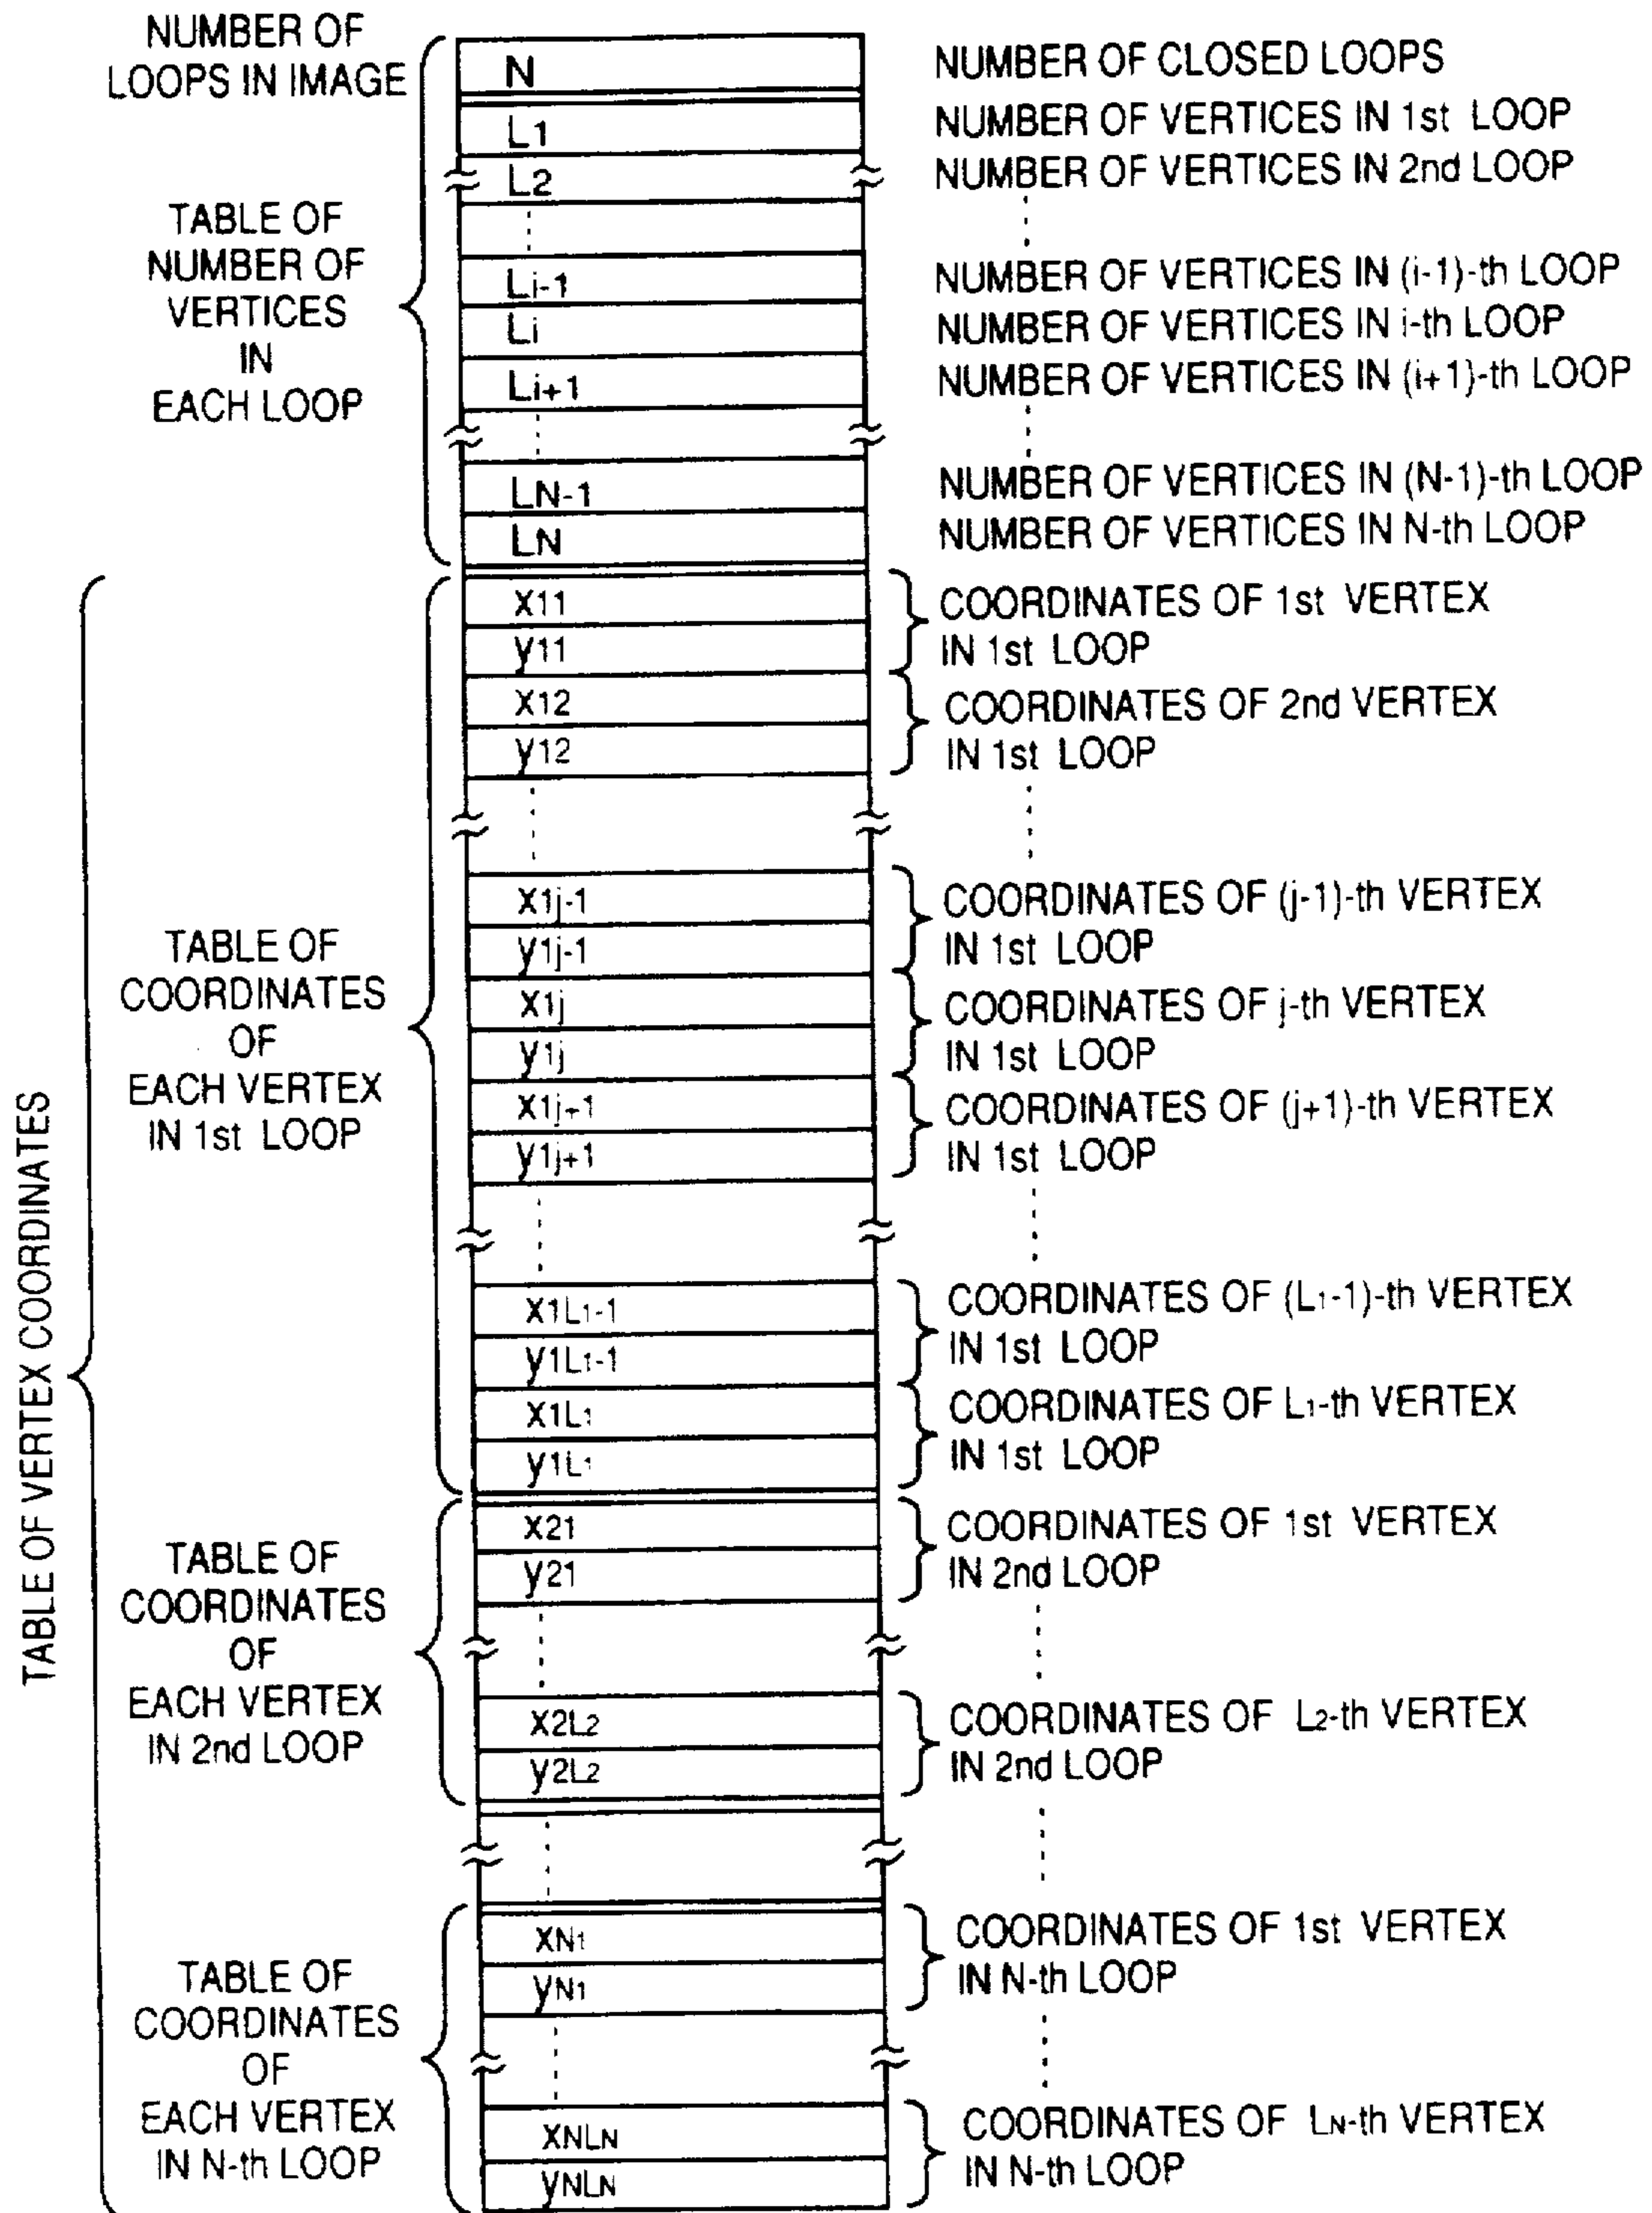 NUMBER OF
LOOPS IN IMAGE
N
NUMBER OF CLOSED LOOPS
TABLE OF
NUMBER OF
VERTICES
IN
EACH LOOP
L1
NUMBER OF VERTICES IN 1st LOOP
L2
NUMBER OF VERTICES IN 2nd LOOP
Li-1
NUMBER OF VERTICES IN (i-1)-th LOOP
Li
NUMBER OF VERTICES IN i-th LOOP
Li+1
NUMBER OF VERTICES IN (i+1)-th LOOP
LN-1
NUMBER OF VERTICES IN (N-1)-th LOOP
LN
NUMBER OF VERTICES IN N-th LOOP
TABLE OF VERTEX COORDINATES
TABLE OF
COORDINATES
OF
EACH VERTEX
IN 1st LOOP
x11
y11
COORDINATES OF 1st VERTEX
IN 1st LOOP
x12
y12
COORDINATES OF 2nd VERTEX
IN 1st LOOP
x1j-1
y1j-1
COORDINATES OF (j-1)-th VERTEX
IN 1st LOOP
x1j
y1j
COORDINATES OF j-th VERTEX
IN 1st LOOP
x1j+1
y1j+1
COORDINATES OF (j+1)-th VERTEX
IN 1st LOOP
x1L1-1
y1L1-1
COORDINATES OF (L1-1)-th VERTEX
IN 1st LOOP
x1L1
y1L1
COORDINATES OF L1-th VERTEX
IN 1st LOOP
TABLE OF
COORDINATES
OF
EACH VERTEX
IN 2nd LOOP
x21
y21
COORDINATES OF 1st VERTEX
IN 2nd LOOP
x2L2
y2L2
COORDINATES OF L2-th VERTEX
IN 2nd LOOP
TABLE OF
COORDINATES
OF
EACH VERTEX
IN N-th LOOP
xN1
yN1
COORDINATES OF 1st VERTEX
IN N-th LOOP
xNLN
yNLN
COORDINATES OF LN-th VERTEX
IN N-th LOOP